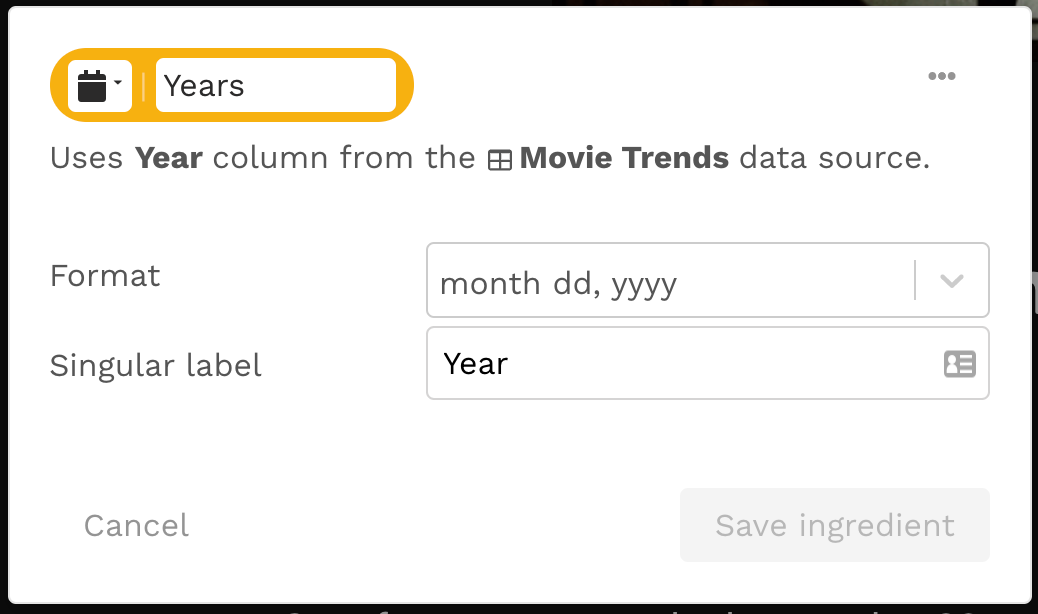 Years
Uses Year column from the Movie Trends data source.
Format
month dd, yyyy
Singular label
Year
Cancel
Save ingredient